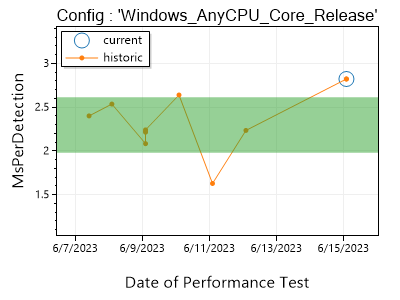 Config : 'Windows_AnyCPU_Core_Release'
current
historic
3
2.5
2
1.5
MsPerDetection
6/7/2023
6/9/2023
6/11/2023
6/13/2023
6/15/2023
Date of Performance Test